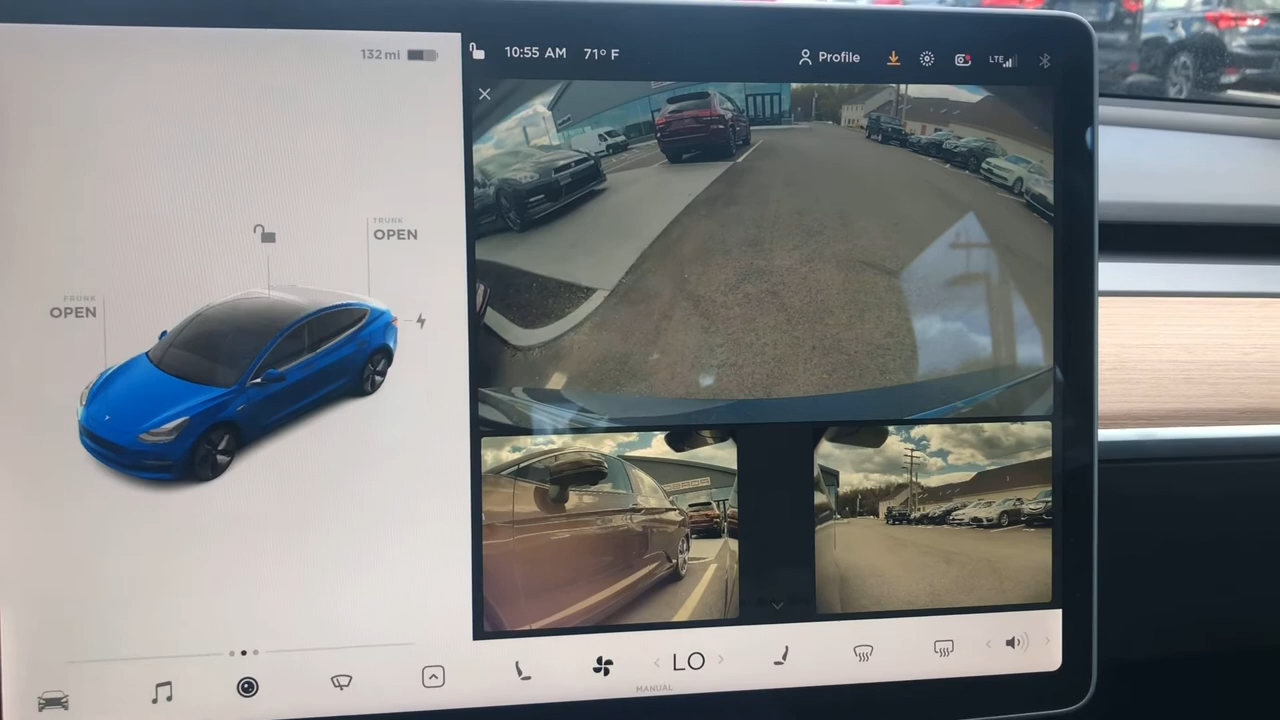 132 mi
10:55 AM 71° F
Profile
LTE
TRUNK
OPEN
FRUNK
OPEN
LO
MANUAL